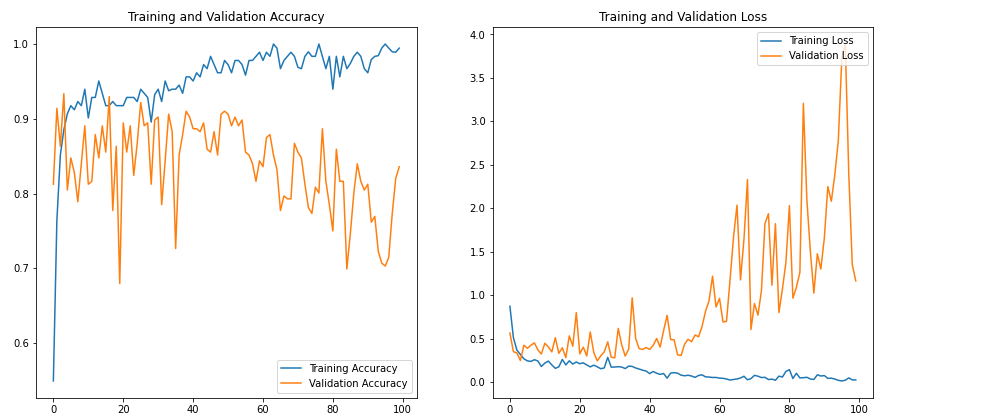 Training and Validation Accuracy
1.0
0.9
0.8
0.7
0.6
0 20 40 60 80 100
Training Accuracy
Validation Accuracy
Training and Validation Loss
4.0
3.5
3.0
2.5
2.0
1.5
1.0
0.5
0.0
0 20 40 60 80 100
Training Loss
Validation Loss